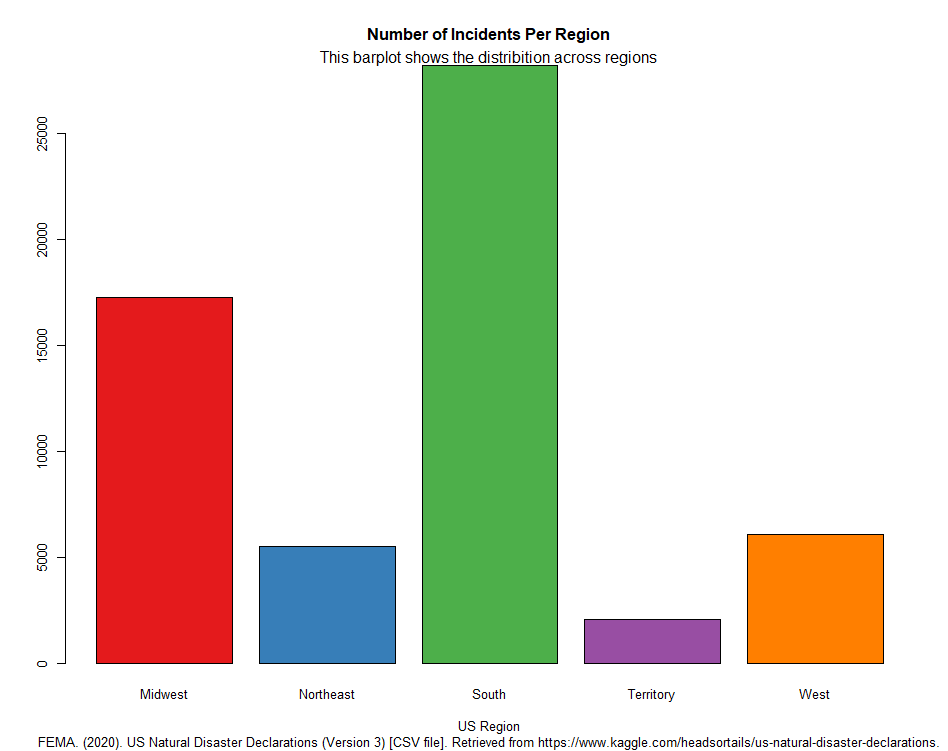 Number of Incidents Per Region
This barplot shows the distribition across regions
25000
20000
15000
10000
5000
0
Midwest Northeast South Territory West
US Region
FEMA. (2020). US Natural Disaster Declarations (Version 3) [CSV file]. Retrieved from https://www.kaggle.com/headsortails/us-natural-disaster-declarations.